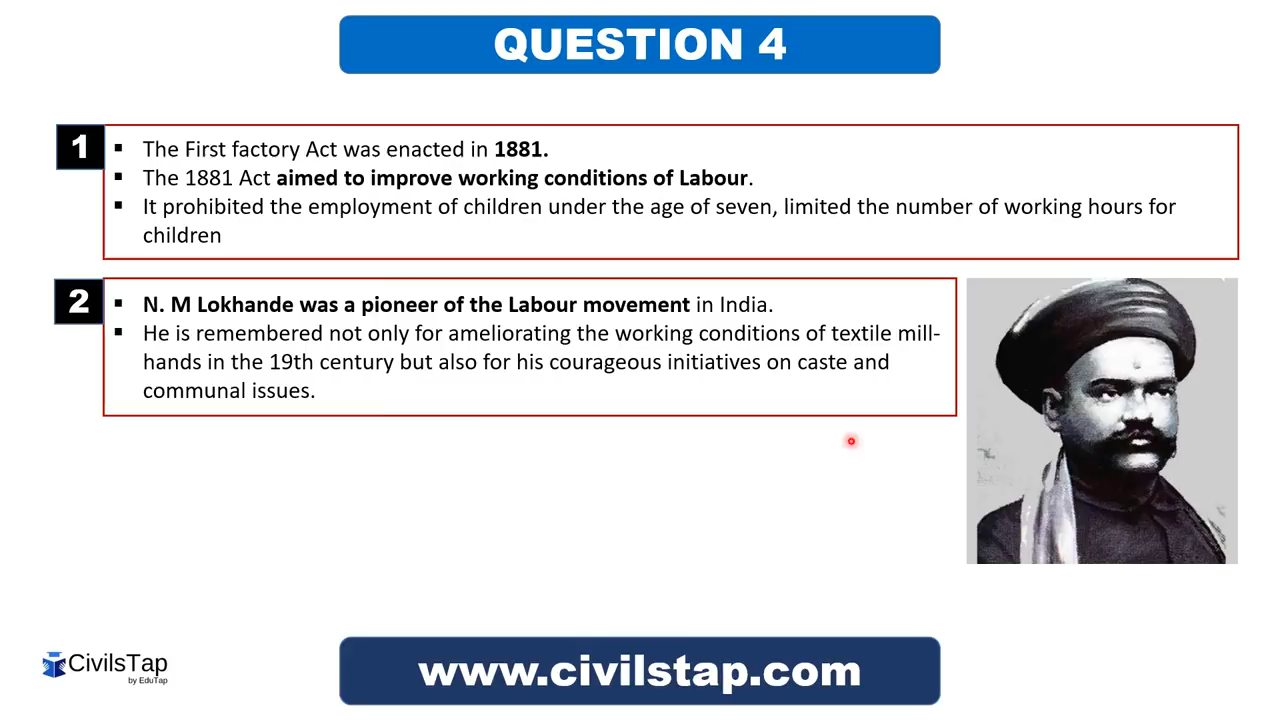 QUESTION 4
1
▪ The First factory Act was enacted in 1881.
▪ The 1881 Act aimed to improve working conditions of Labour.
▪ It prohibited the employment of children under the age of seven, limited the number of working hours for
children
2
▪ N. M Lokhande was a pioneer of the Labour movement in India.
▪ He is remembered not only for ameliorating the working conditions of textile mill-
hands in the 19th century but also for his courageous initiatives on caste and
communal issues.
CivilsTap
by EduTap
www.civilstap.com